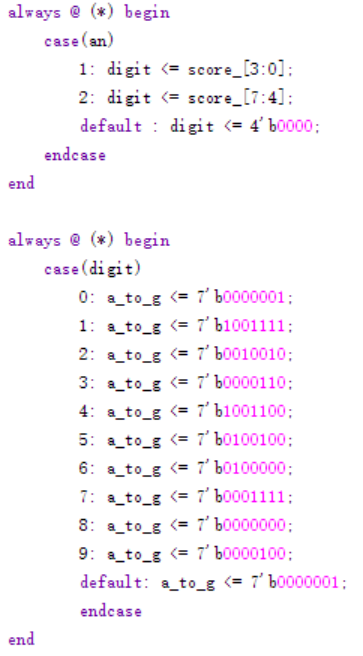 always @ (*) begin
    case(an)
        1: digit <= score_[3:0];
        2: digit <= score_[7:4];
        default : digit <= 4'b0000;
    endcase
end

always @ (*) begin
    case(digit)
        0: a_to_g <= 7'b0000001;
        1: a_to_g <= 7'b1001111;
        2: a_to_g <= 7'b0010010;
        3: a_to_g <= 7'b0000110;
        4: a_to_g <= 7'b1001100;
        5: a_to_g <= 7'b0100100;
        6: a_to_g <= 7'b0100000;
        7: a_to_g <= 7'b0001111;
        8: a_to_g <= 7'b0000000;
        9: a_to_g <= 7'b0000100;
        default: a_to_g <= 7'b0000001;
        endcase
end